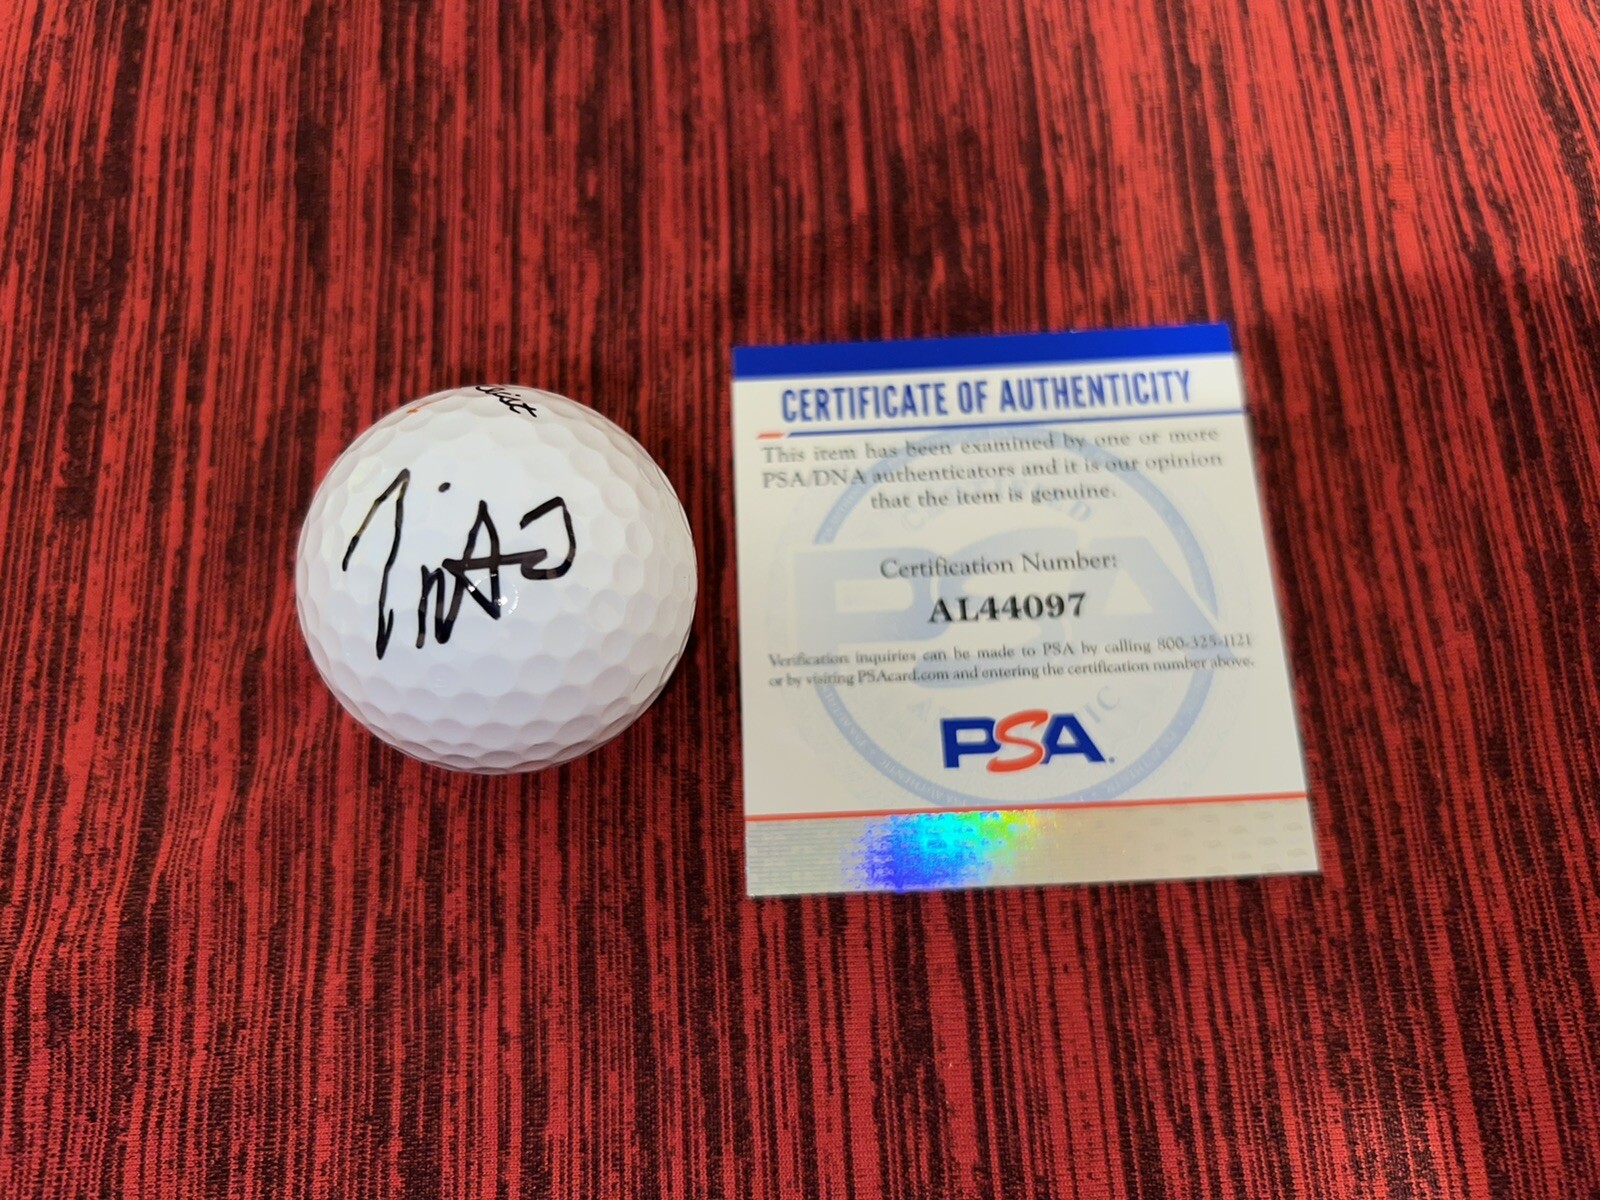 CERTIFICATE OF AUTHENTICITY
This item has been examined by one or more
PSA/DNA authenticators and it is our opinion
that the item is genuine.
Certification Number:
AL44097
Verification inquiries can be made to PSA by calling 800-325-1121
or by visiting PSAcard.com and entering the certification number above.
PSA